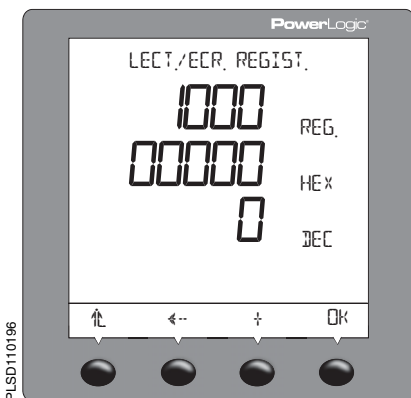 PowerLogic®
LECT./ECR. REGIST.
1000 REG.
00000 HEX
0 DEC
OK
PLSD110196